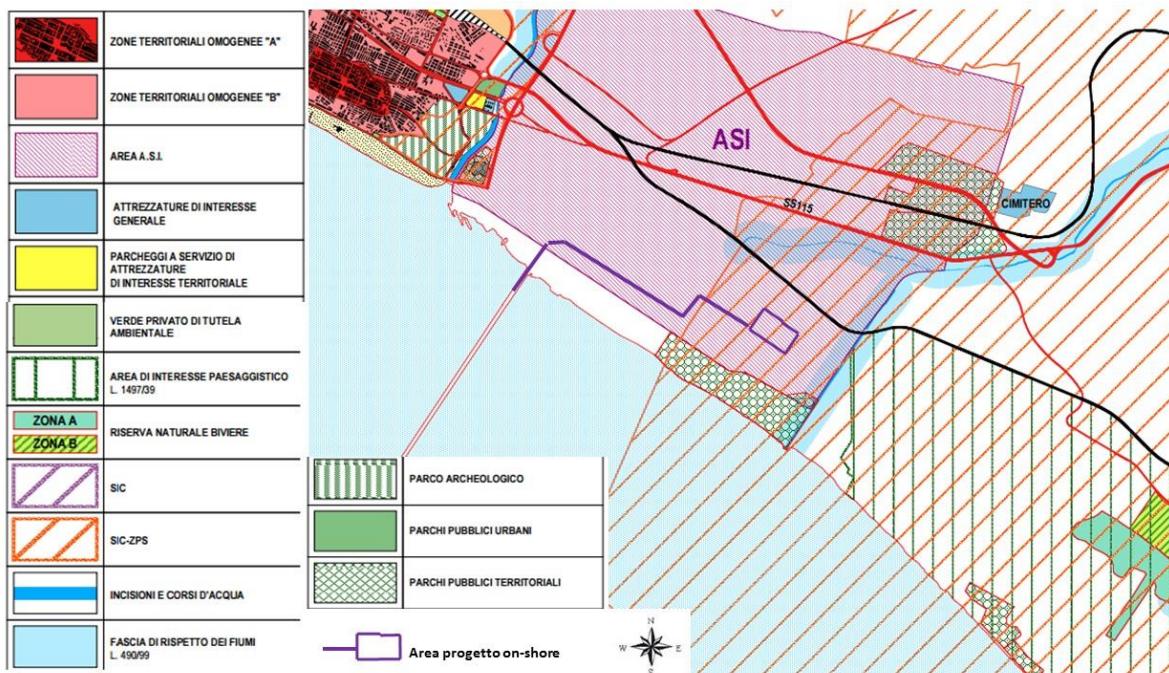 ZONE TERRITORIALI OMOGENEE "A"
ZONE TERRITORIALI OMOGENEE "B"
AREA A.S.I.
ATTREZZATURE DI INTERESSE
GENERALE
PARCHEGGI A SERVIZIO DI
ATTREZZATURE
DI INTERESSE TERRITORIALE
VERDE PRIVATO DI TUTELA
AMBIENTALE
AREA DI INTERESSE PAESAGGISTICO
L. 1497/39
ZONA A
ZONA B
RISERVA NATURALE BIVIERE
SIC
SIC-ZPS
INCISIONI E CORSI D'ACQUA
FASCIA DI RISPETTO DEI FIUMI
L. 490/99
PARCO ARCHEOLOGICO
PARCHI PUBBLICI URBANI
PARCHI PUBBLICI TERRITORIALI
Area progetto on-shore
N
W E
S
ASI
SS115
CIMITERO